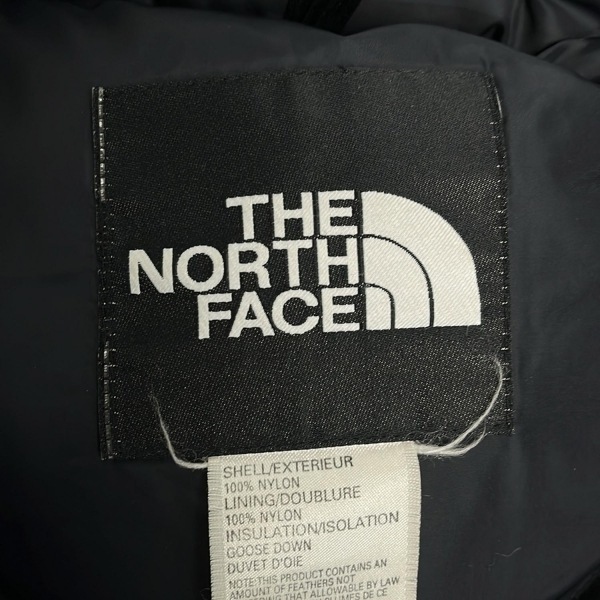 THE
NORTH
FACE
SHELL/EXTERIEUR
100% NYLON
LINING/DOUBLURE
100% NYLON
INSULATION/ISOLATION
GOOSE DOWN
DUVET D'OIE
NOTE:THIS PRODUCT CONTAINS AN
AMOUNT OF FEATHERS NOT
THAT ALLOWABLE BY LAW